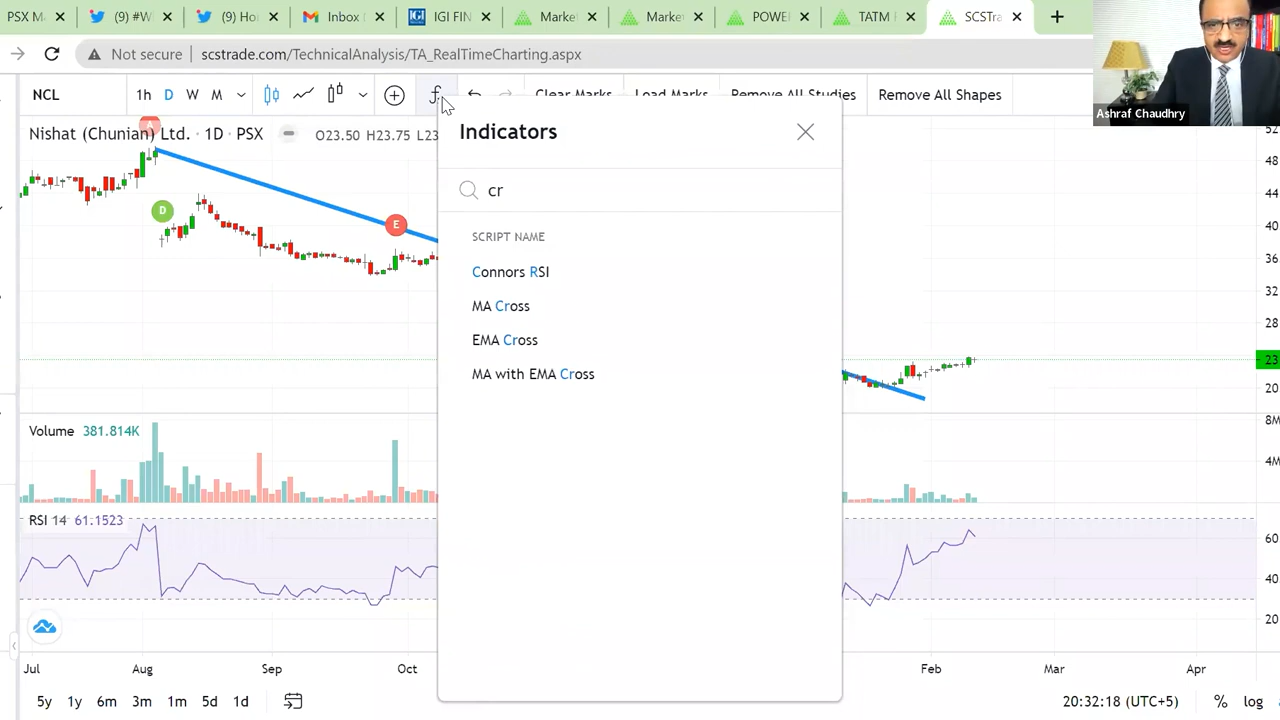 PSX M
(9) #W
(9) Ho
Inbox
IGI IGI FIN
Marke
Marke
POWE
TATM
SCSTra
Not secure
scstrade.com/TechnicalAnalysis/TA_
Ashraf Chaudhry
NCL 1h D W M Clear Marks Load Marks Remove All Studies Remove All Shapes
Nishat (Chunian) Ltd. · 1D · PSX O23.50 H23.75 L23
A
D
E
Indicators
cr
SCRIPT NAME
Connors RSI
MA Cross
EMA Cross
MA with EMA Cross
52
48
44
40
36
32
28
23
20
Volume 381.814K
8M
4M
RSI 14 61.1523
60
40
20
Jul Aug Sep Oct Feb Mar Apr
5y 1y 6m 3m 1m 5d 1d 20:32:18 (UTC+5) % log